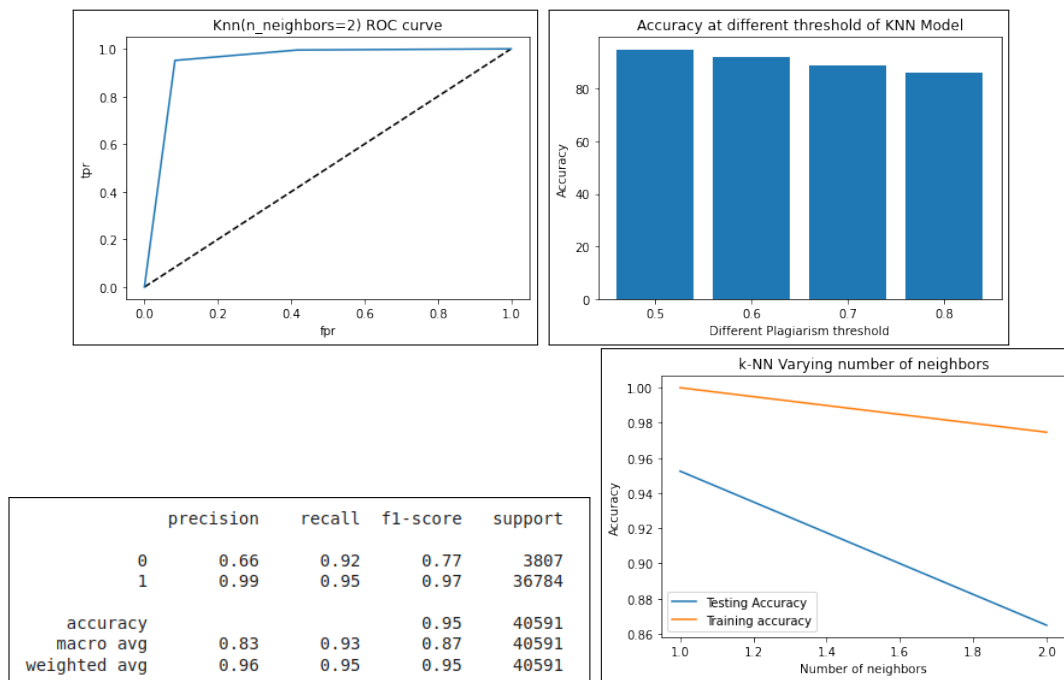 Knn(n_neighbors=2) ROC curve
1.0
0.8
0.6
0.4
0.2
0.0
tpr
0.0 0.2 0.4 0.6 0.8 1.0
fpr
Accuracy at different threshold of KNN Model
80
60
40
20
0
Accuracy
0.5 0.6 0.7 0.8
Different Plagiarism threshold
k-NN Varying number of neighbors
1.00
0.98
0.96
0.94
0.92
0.90
0.88
0.86
Accuracy
Testing Accuracy
Training accuracy
1.0 1.2 1.4 1.6 1.8 2.0
Number of neighbors
precision recall f1-score support
0 0.66 0.92 0.77 3807
1 0.99 0.95 0.97 36784
accuracy 0.95 40591
macro avg 0.83 0.93 0.87 40591
weighted avg 0.96 0.95 0.95 40591